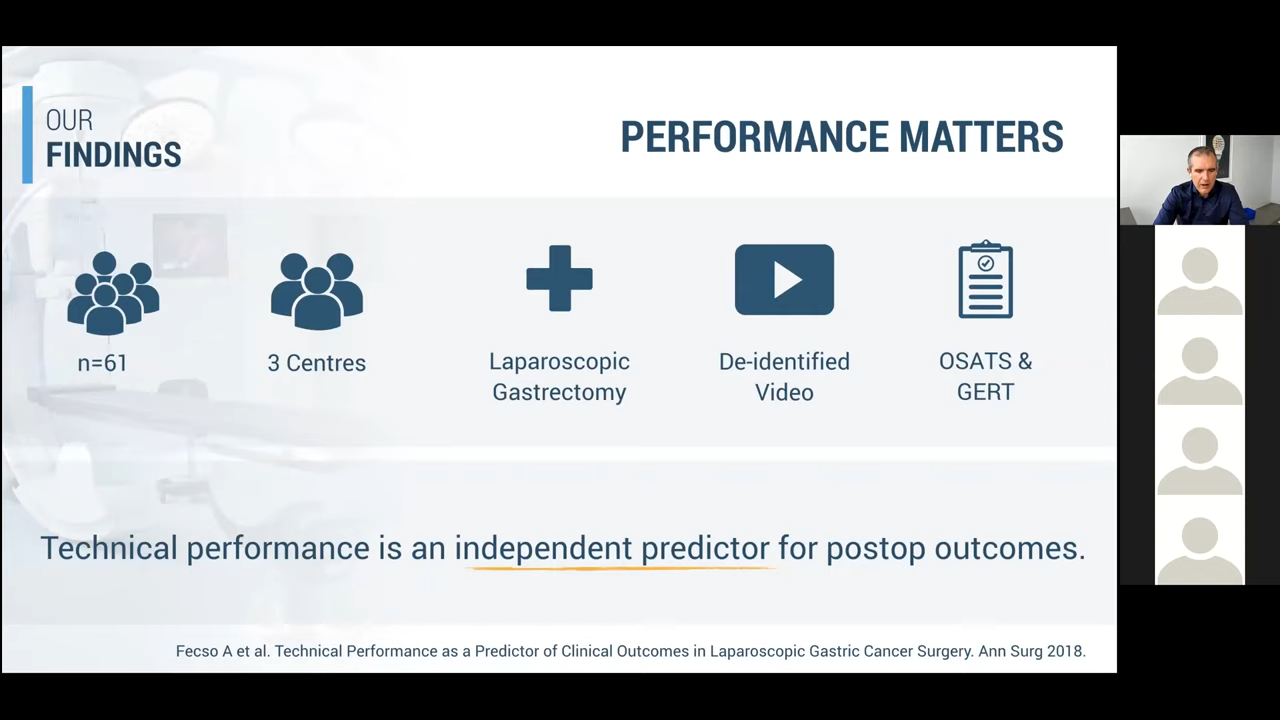 OUR
FINDINGS
PERFORMANCE MATTERS
n=61
3 Centres
Laparoscopic
Gastrectomy
De-identified
Video
OSATS &
GERT
Technical performance is an independent predictor for postop outcomes.
Fecso A et al. Technical Performance as a Predictor of Clinical Outcomes in Laparoscopic Gastric Cancer Surgery. Ann Surg 2018.